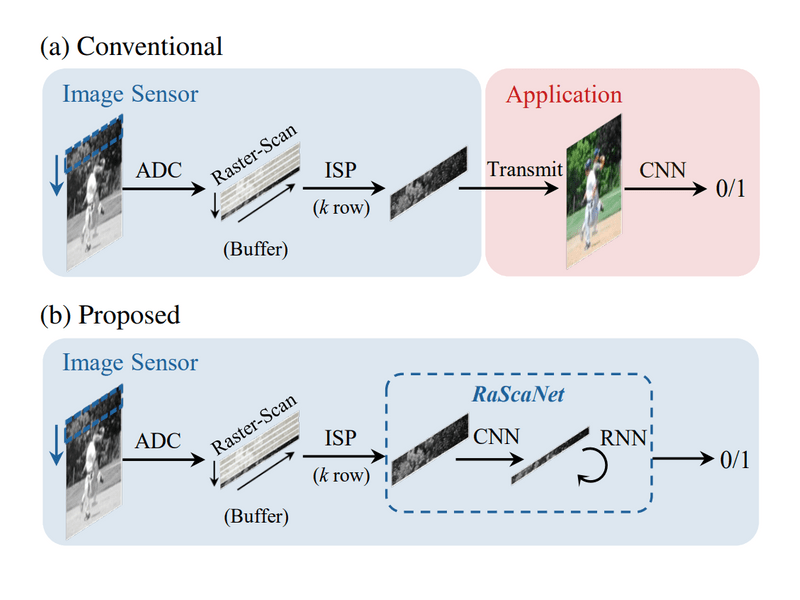 (a) Conventional
Image Sensor
Application
ADC
Raster-Scan
(Buffer)
ISP
(k row)
Transmit
CNN
0/1
(b) Proposed
Image Sensor
ADC
Raster-Scan
(Buffer)
ISP
(k row)
RaScaNet
CNN
RNN
0/1